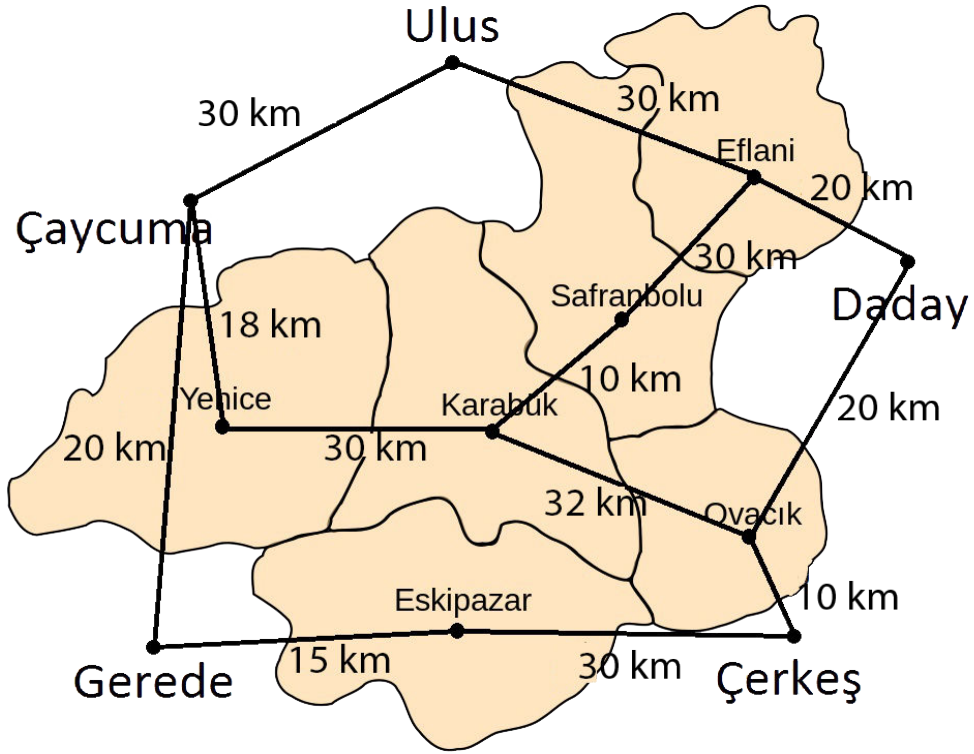 Ulus
30 km
30 km
Eflani
20 km
Çaycuma
30 km
Safranbolu
Daday
18 km
10 km
Yenice
Karabük
20 km
20 km
30 km
32 km
Ovacık
Eskipazar
10 km
15 km
30 km
Gerede
Çerkeş